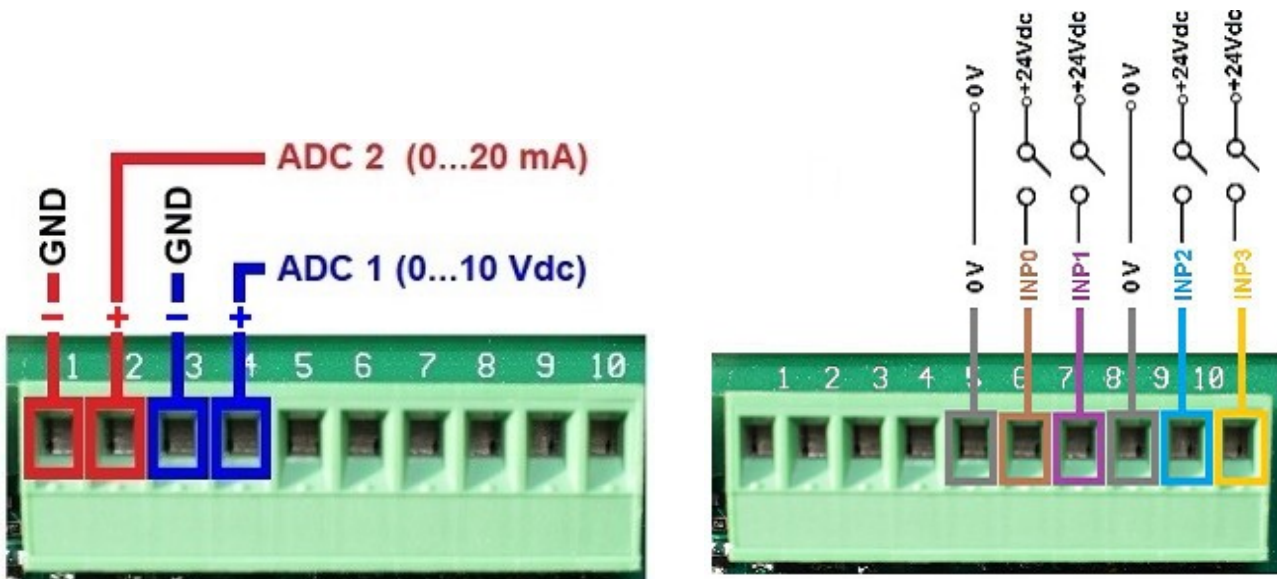 ADC 2 (0...20 mA)
GND
GND
ADC 1 (0...10 Vdc)
− + − +
1 2 3 4 5 6 7 8 9 10
0V
+24Vdc
+24Vdc
0V
+24Vdc
+24Vdc
0V
INP0
INP1
0V
INP2
INP3
1 2 3 4 5 6 7 8 9 10